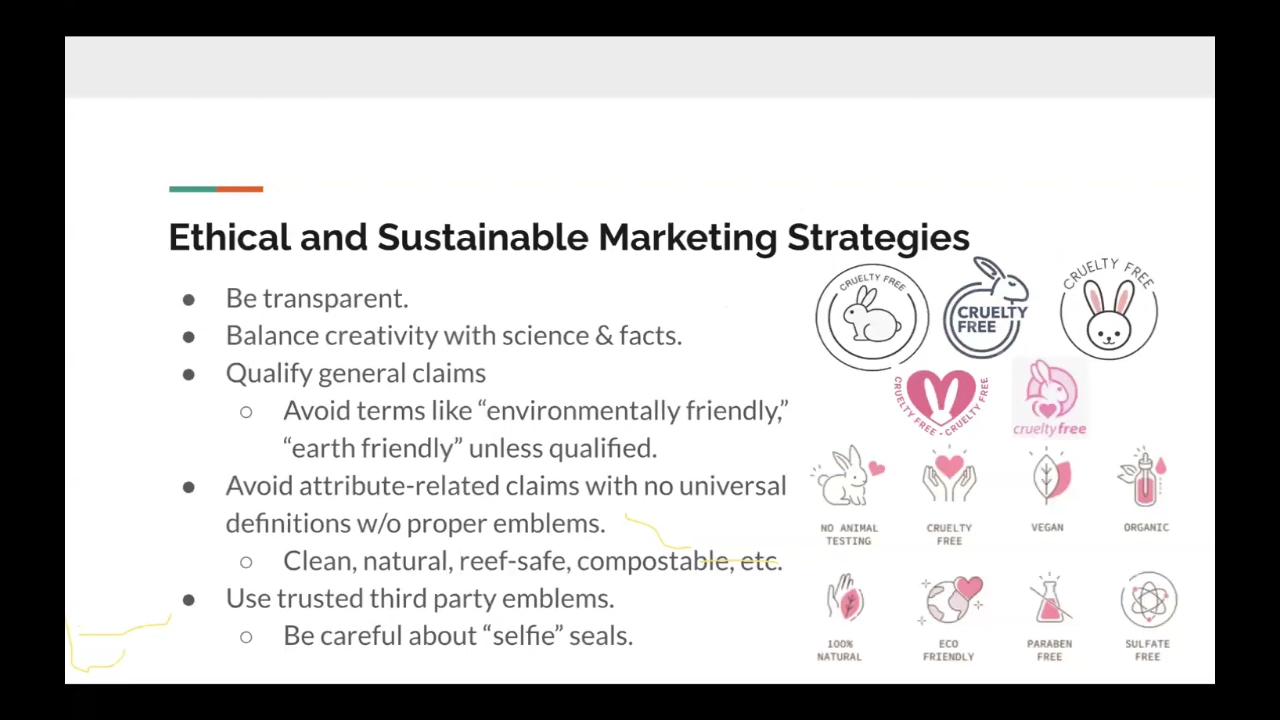 Ethical and Sustainable Marketing Strategies
● Be transparent.
● Balance creativity with science & facts.
● Qualify general claims
○ Avoid terms like “environmentally friendly,”
“earth friendly” unless qualified.
● Avoid attribute-related claims with no universal
definitions w/o proper emblems.
○ Clean, natural, reef-safe, compostable, etc.
● Use trusted third party emblems.
○ Be careful about “selfie” seals.
CRUELTY FREE
CRUELTY
FREE
CRUELTY FREE
CRUELTY FREE - CRUELTY FREE
crueltyfree
NO ANIMAL
TESTING
CRUELTY
FREE
VEGAN
ORGANIC
100%
NATURAL
ECO
FRIENDLY
PARABEN
FREE
SULFATE
FREE